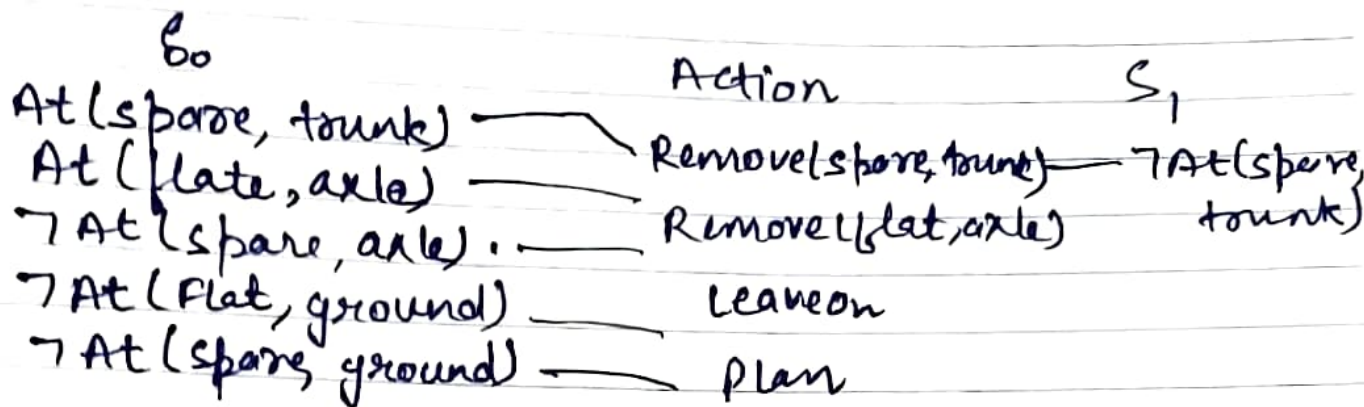 S₀ Action S₁
At(spare, trunk)
At(flate, axle) Remove(spare, trunk) ¬At(spare,
¬At(spare, axle). Remove(flat, axle) trunk)
¬At(Flat, ground) Leaveon
¬At(spare, ground) Plan